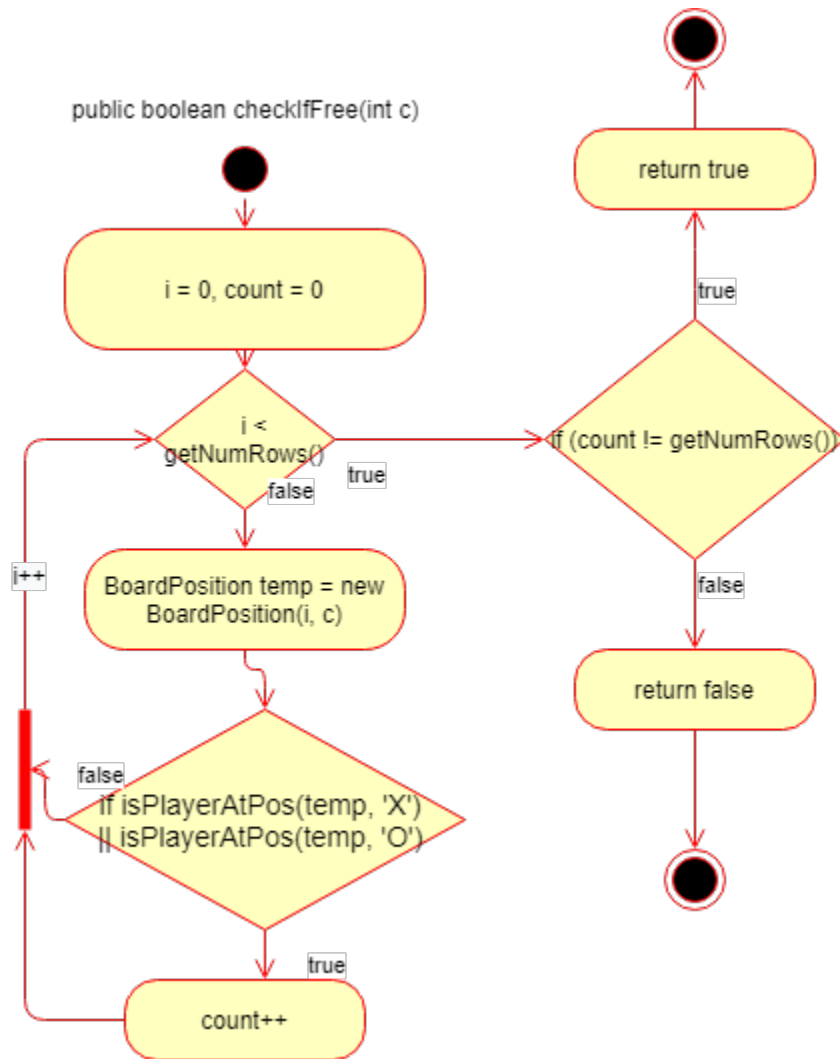 public boolean checkIfFree(int c)
i = 0, count = 0
i <
getNumRows()
true
false
BoardPosition temp = new
BoardPosition(i, c)
i++
false
if isPlayerAtPos(temp, 'X')
|| isPlayerAtPos(temp, 'O')
true
count++
return true
true
if (count != getNumRows())
false
return false